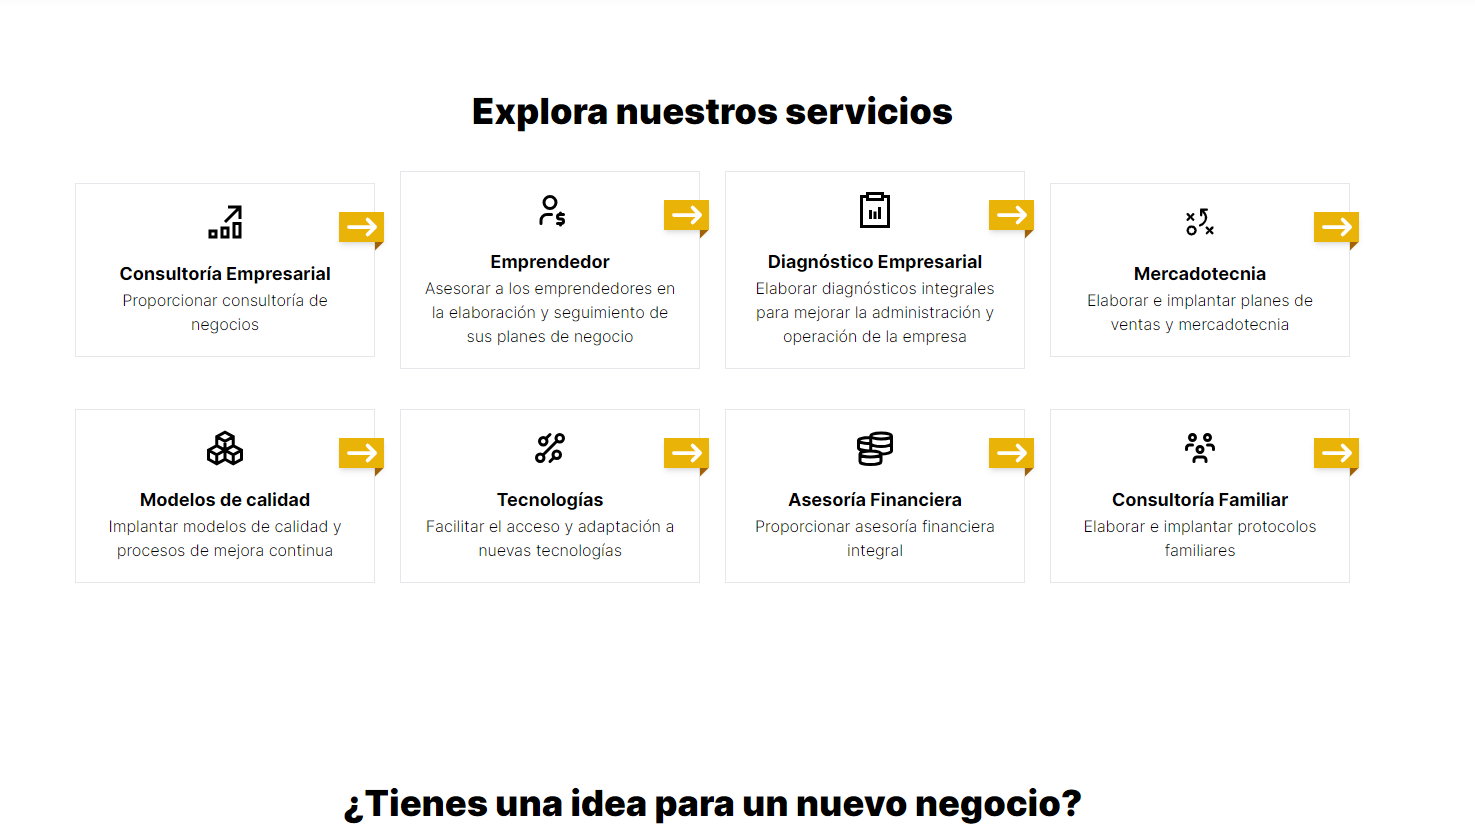 Explora nuestros servicios
Consultoría Empresarial
Proporcionar consultoría de
negocios
Emprendedor
Asesorar a los emprendedores en
la elaboración y seguimiento de
sus planes de negocio
Diagnóstico Empresarial
Elaborar diagnósticos integrales
para mejorar la administración y
operación de la empresa
Mercadotecnia
Elaborar e implantar planes de
ventas y mercadotecnia
Modelos de calidad
Implantar modelos de calidad y
procesos de mejora continua
Tecnologías
Facilitar el acceso y adaptación a
nuevas tecnologías
Asesoría Financiera
Proporcionar asesoría financiera
integral
Consultoría Familiar
Elaborar e implantar protocolos
familiares
¿Tienes una idea para un nuevo negocio?